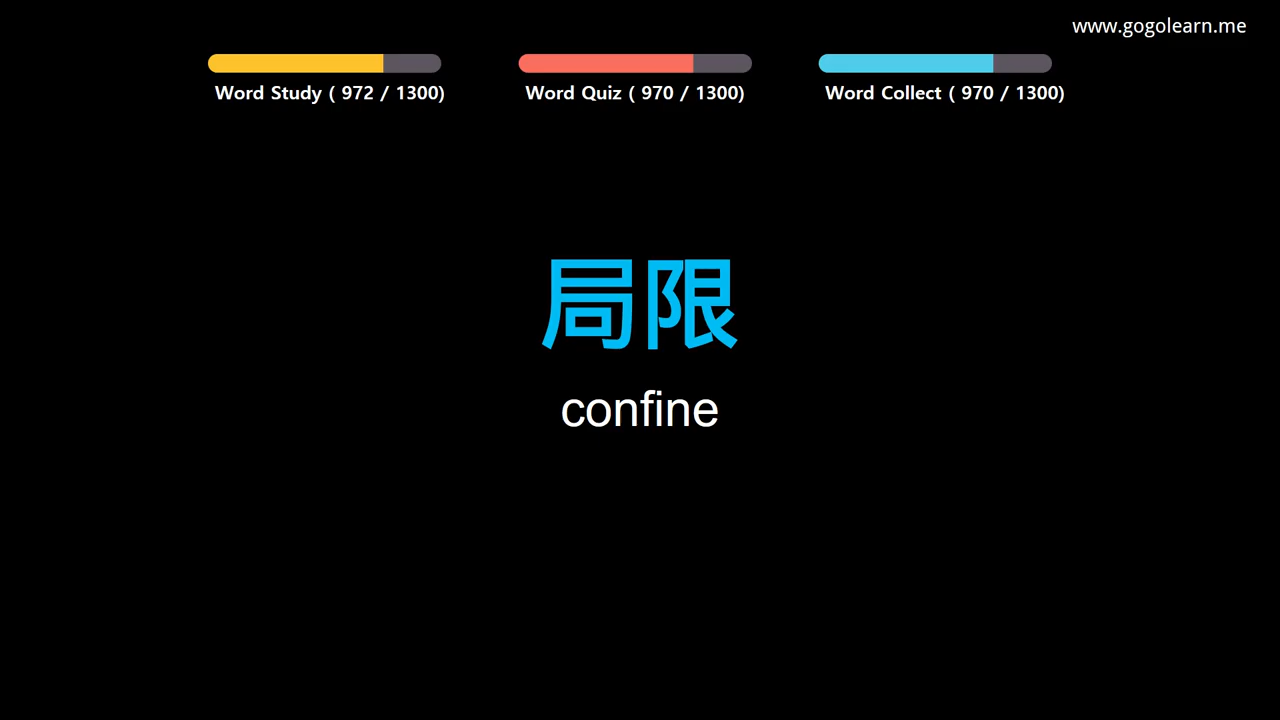 www.gogolearn.me
Word Study ( 972 / 1300)
Word Quiz ( 970 / 1300)
Word Collect ( 970 / 1300)
局限
confine